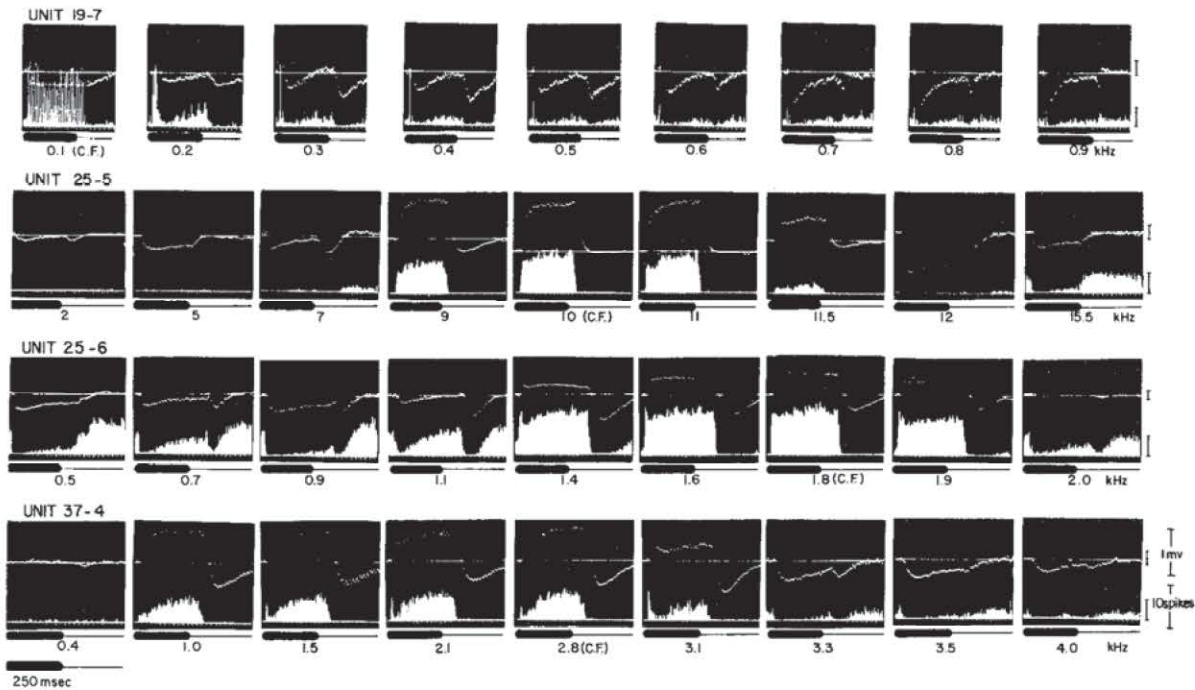 UNIT 19-7
0.1 (C.F.) 0.2 0.3 0.4 0.5 0.6 0.7 0.8 0.9 kHz
UNIT 25-5
2 5 7 9 10 (C.F.) 11 11.5 12 15.5 kHz
UNIT 25-6
0.5 0.7 0.9 1.1 1.4 1.6 1.8 (C.F.) 1.9 2.0 kHz
UNIT 37-4
1 mv
10 spikes
0.4 1.0 1.5 2.1 2.8 (C.F.) 3.1 3.3 3.5 4.0 kHz
250 msec